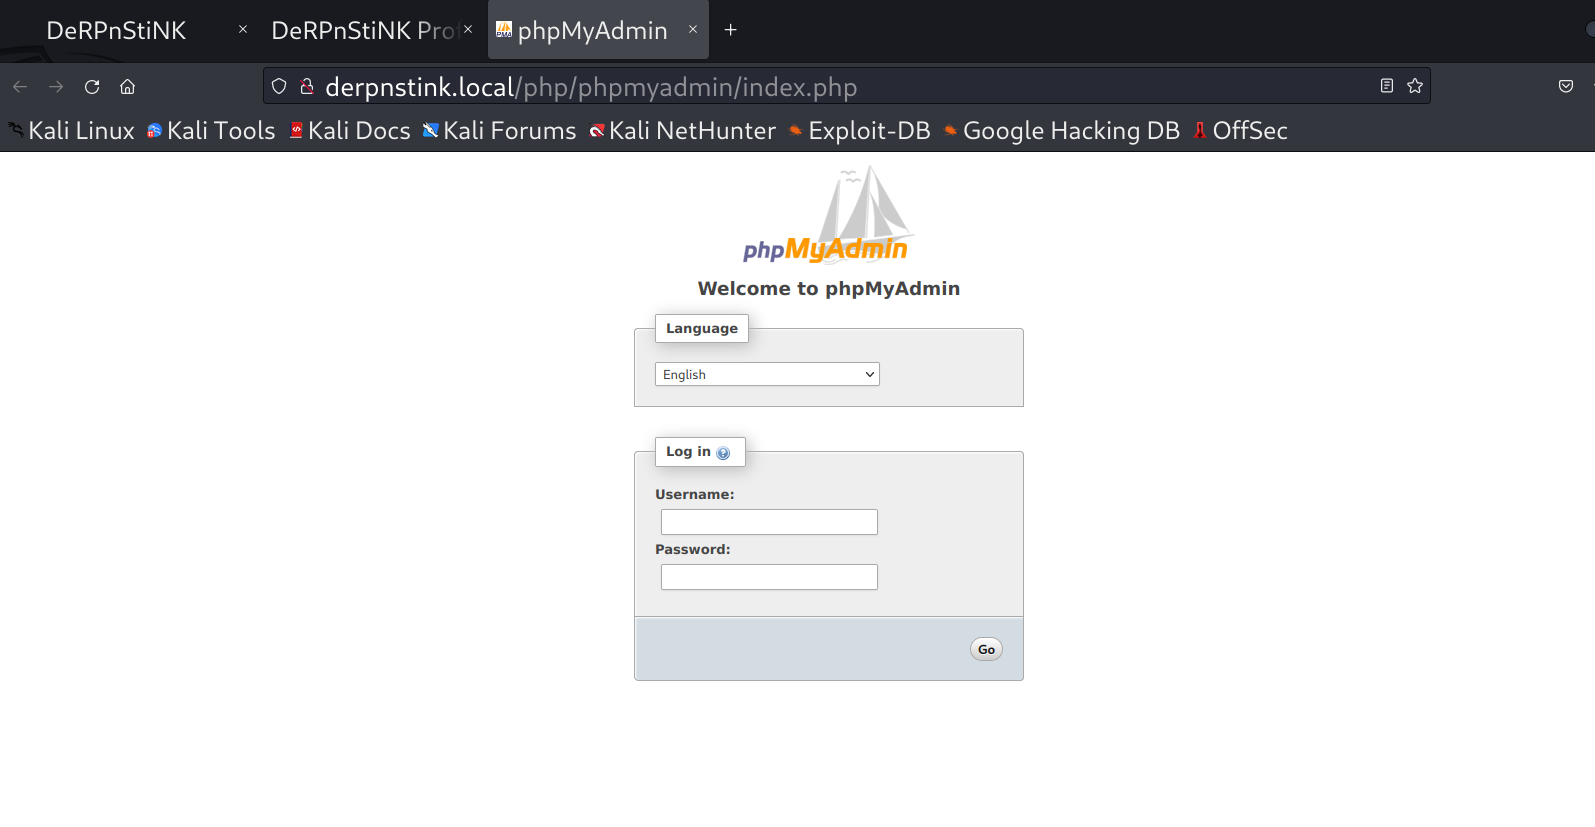 DeRPnStiNK × DeRPnStiNK Prof × phpMyAdmin × +
derpnstink.local/php/phpmyadmin/index.php
Kali Linux Kali Tools Kali Docs Kali Forums Kali NetHunter Exploit-DB Google Hacking DB OffSec
phpMyAdmin
Welcome to phpMyAdmin
Language
English
Log in
Username:
Password:
Go